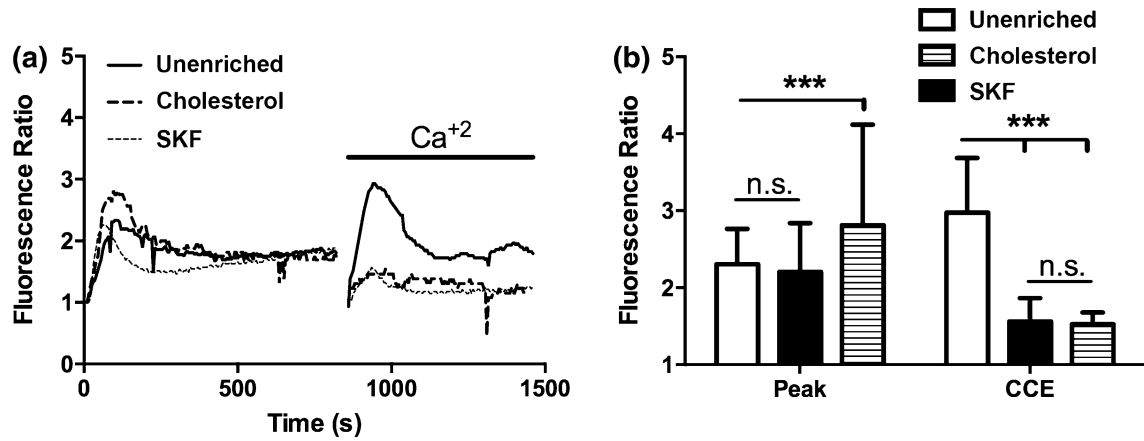 (a)
5
4
3
2
1
0
Fluorescence Ratio
Unenriched
Cholesterol
SKF
Ca+2
0
500
1000
1500
Time (s)
(b)
Unenriched
Cholesterol
SKF
5
4
3
2
1
Fluorescence Ratio
***
n.s.
***
n.s.
Peak
CCE